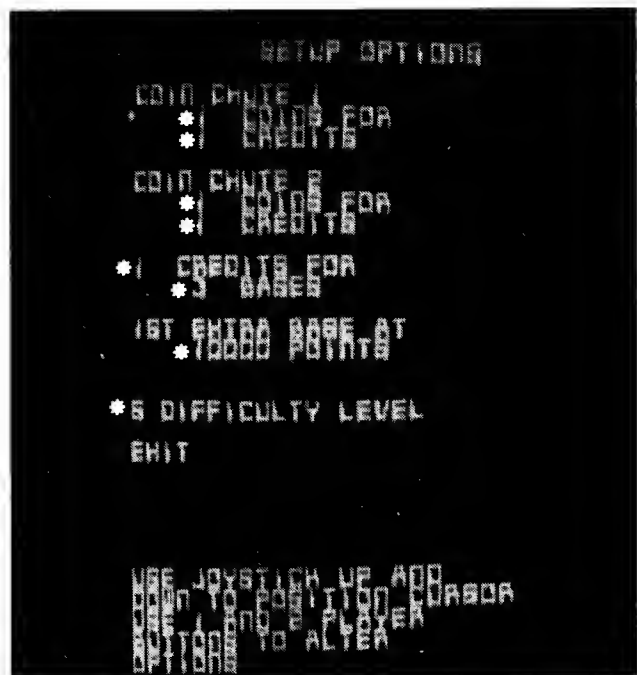 SETUP OPTIONS
COIN CHUTE 1
*1 COINS FOR
*1 CREDITS
COIN CHUTE 2
*1 COINS FOR
*1 CREDITS
*1 CREDITS FOR
*3 BASES
1ST EXTRA BASE AT
*10000 POINTS
*5 DIFFICULTY LEVEL
EXIT
USE JOYSTICK UP AND
DOWN TO POSITION CURSOR
USE 1 AND 2 PLAYER
BUTTONS TO ALTER
OPTIONS